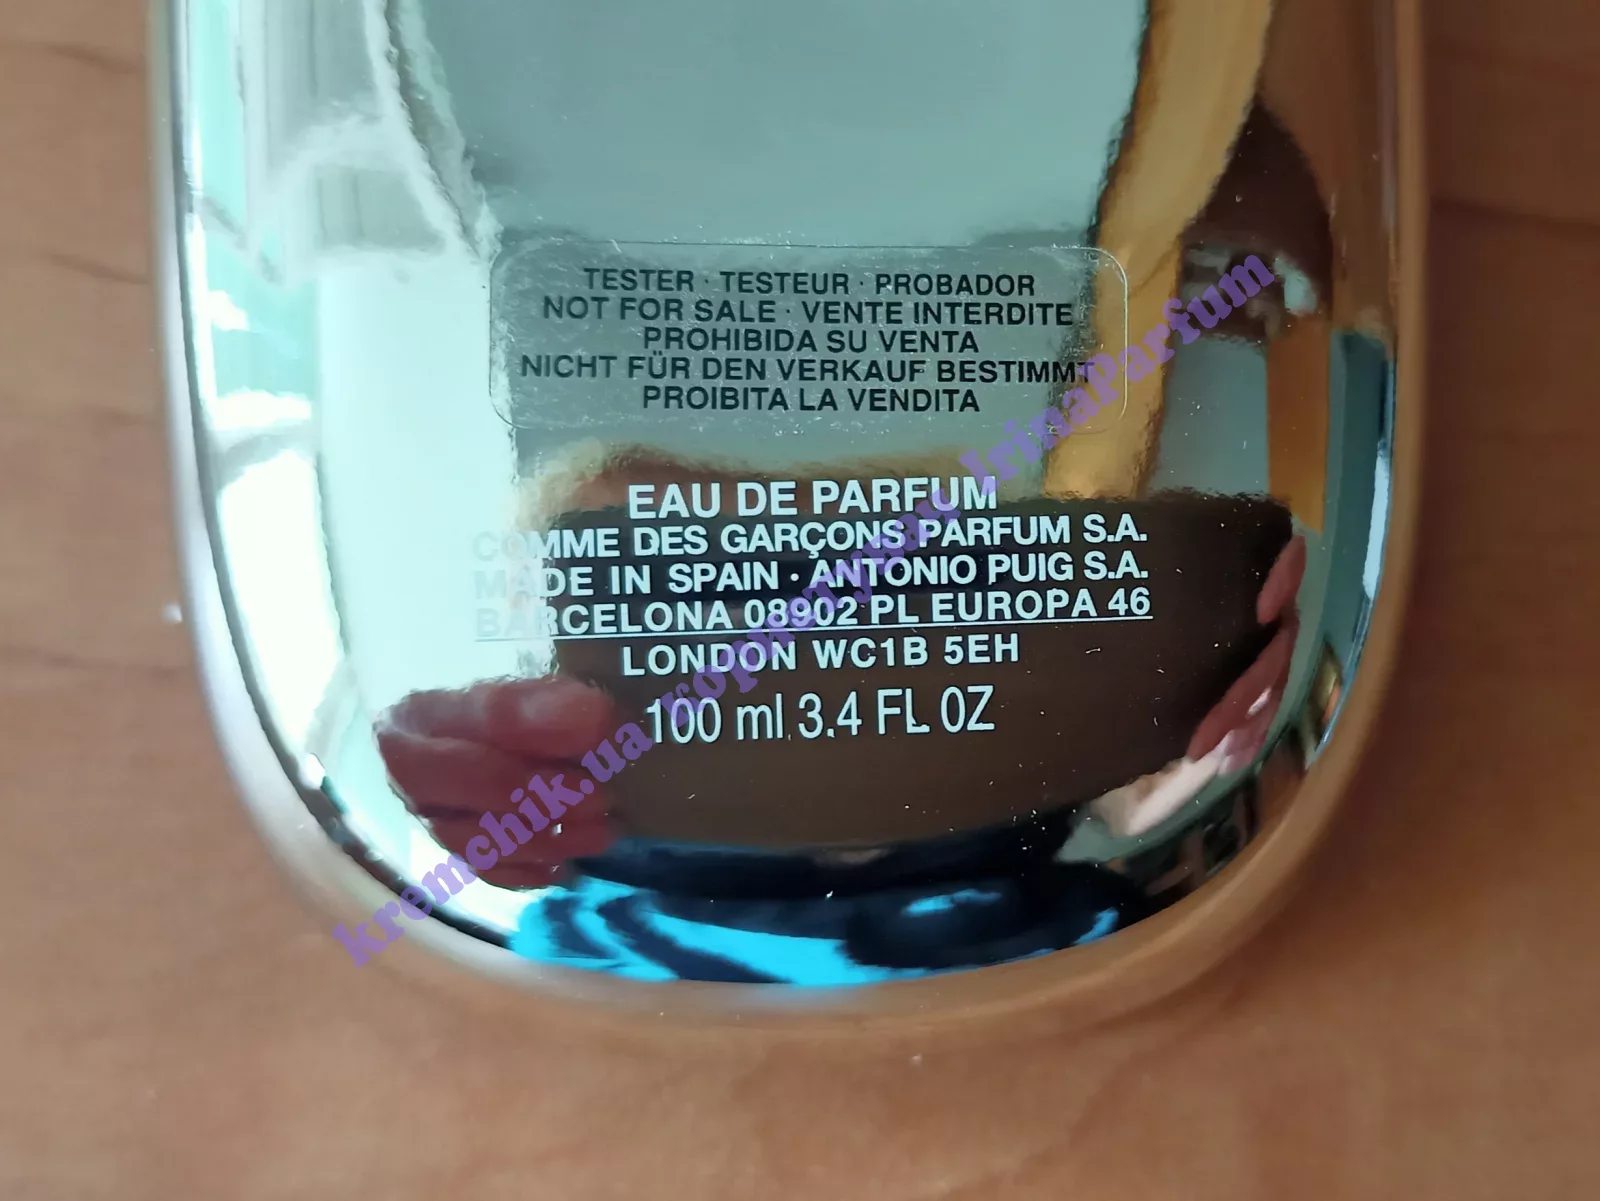 TESTER · TESTEUR · PROBADOR
NOT FOR SALE · VENTE INTERDITE
PROHIBIDA SU VENTA
NICHT FÜR DEN VERKAUF BESTIMMT
PROIBITA LA VENDITA
EAU DE PARFUM
COMME DES GARÇONS PARFUM S.A.
MADE IN SPAIN · ANTONIO PUIG S.A.
BARCELONA 08902 PL EUROPA 46
LONDON WC1B 5EH
100 ml 3.4 FL OZ
kremchik.ua IrinaParfum